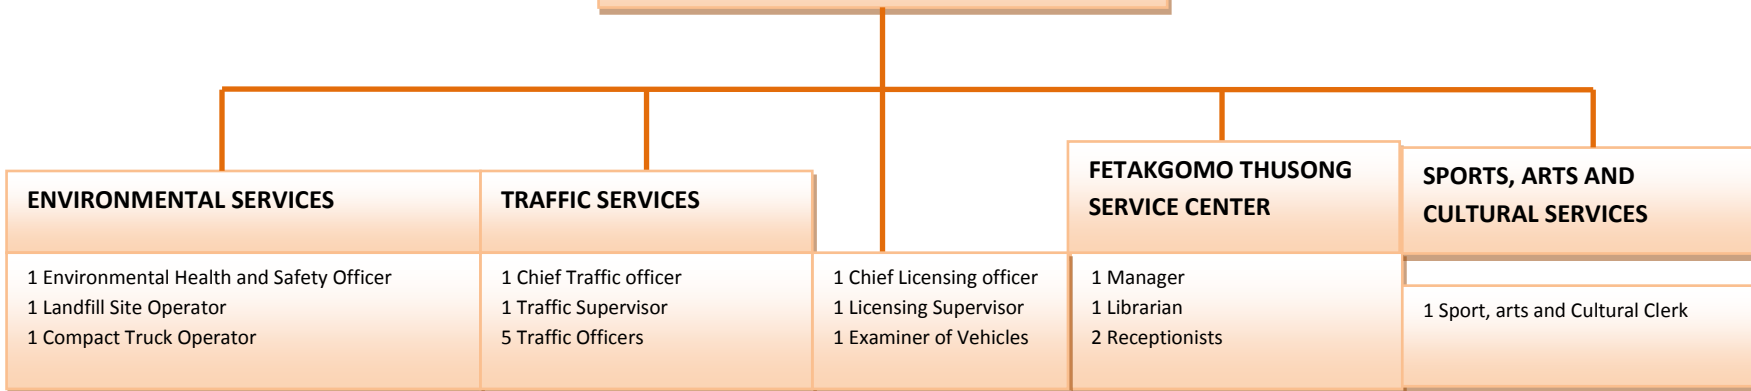 ENVIRONMENTAL SERVICES
1 Environmental Health and Safety Officer
1 Landfill Site Operator
1 Compact Truck Operator
TRAFFIC SERVICES
1 Chief Traffic officer
1 Traffic Supervisor
5 Traffic Officers
1 Chief Licensing officer
1 Licensing Supervisor
1 Examiner of Vehicles
FETAKGOMO THUSONG
SERVICE CENTER
1 Manager
1 Librarian
2 Receptionists
SPORTS, ARTS AND
CULTURAL SERVICES
1 Sport, arts and Cultural Clerk